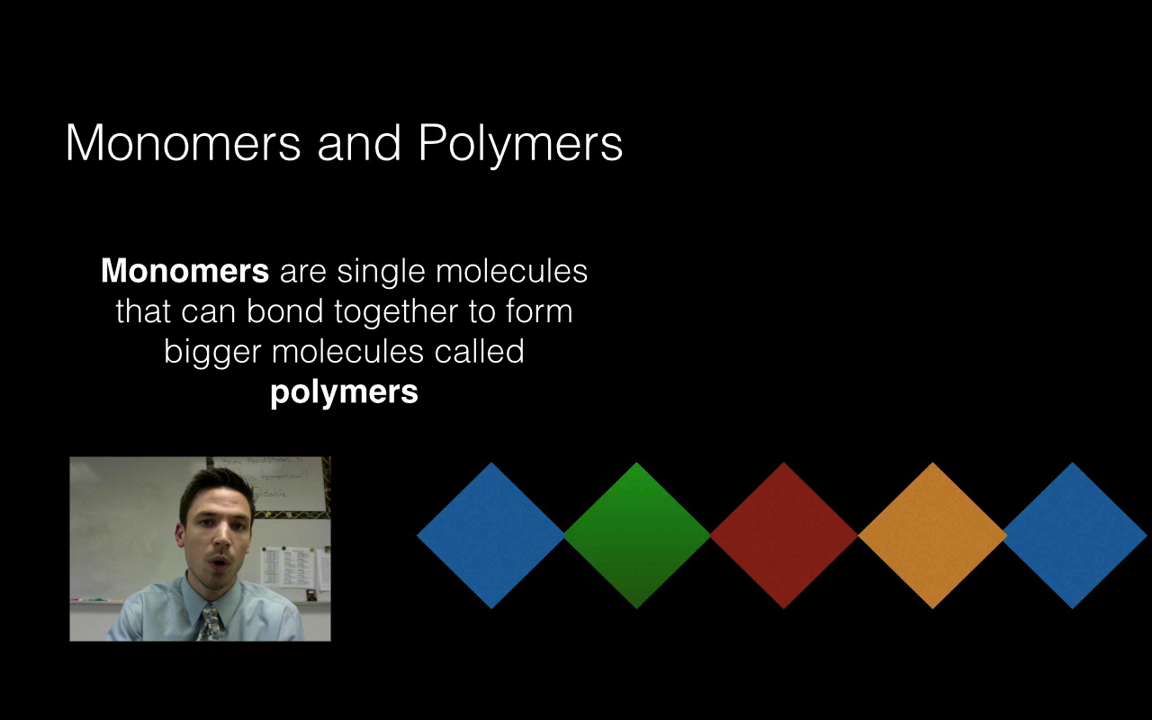 Monomers and Polymers
Monomers are single molecules
that can bond together to form
bigger molecules called
polymers